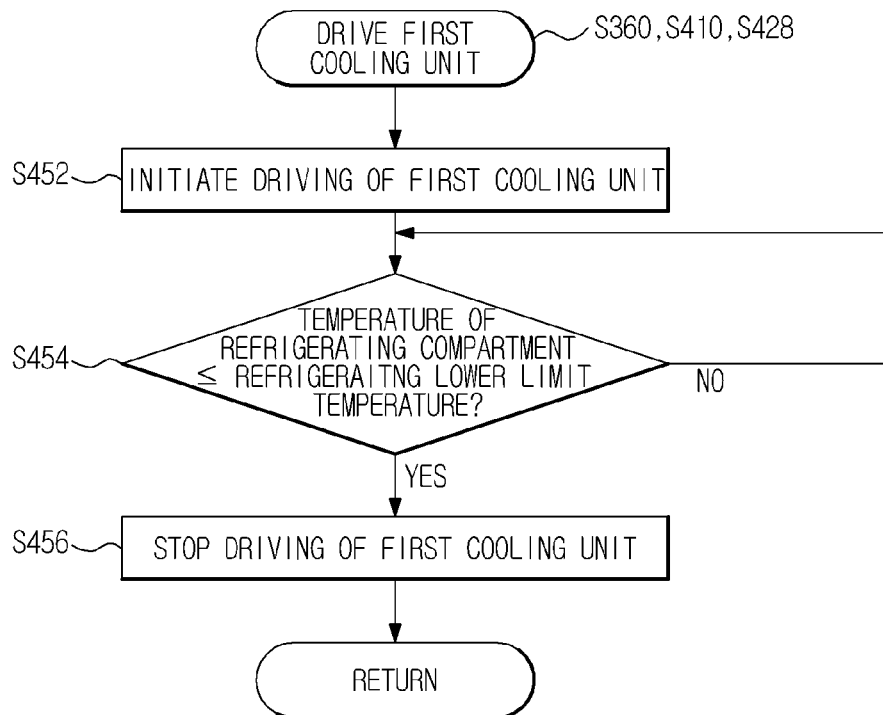 DRIVE FIRST
COOLING UNIT
S360,S410,S428
S452
INITIATE DRIVING OF FIRST COOLING UNIT
TEMPERATURE OF
REFRIGERATING COMPARTMENT
≤ REFRIGERAITNG LOWER LIMIT
TEMPERATURE?
S454
NO
YES
S456
STOP DRIVING OF FIRST COOLING UNIT
RETURN